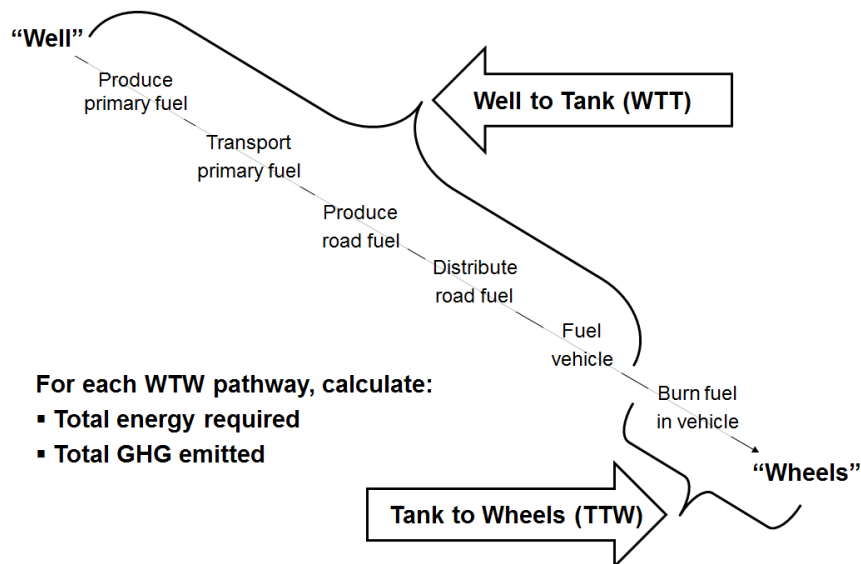 “Well”
Produce
primary fuel
Well to Tank (WTT)
Transport
primary fuel
Produce
road fuel
Distribute
road fuel
Fuel
vehicle
For each WTW pathway, calculate:
▪ Total energy required
▪ Total GHG emitted
Burn fuel
in vehicle
“Wheels”
Tank to Wheels (TTW)